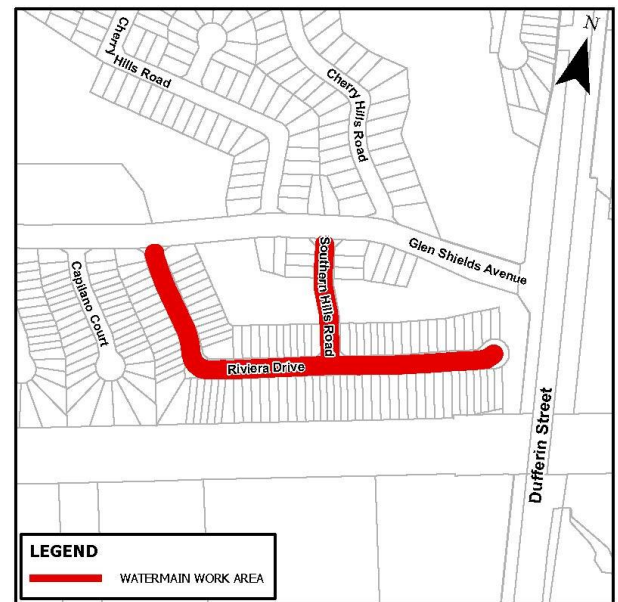 N
Cherry
Hills Road
Cherry Hills Road
Glen Shields Avenue
Southern Hills Road
Capilano Court
Riviera Drive
Dufferin Street
LEGEND
WATERMAIN WORK AREA